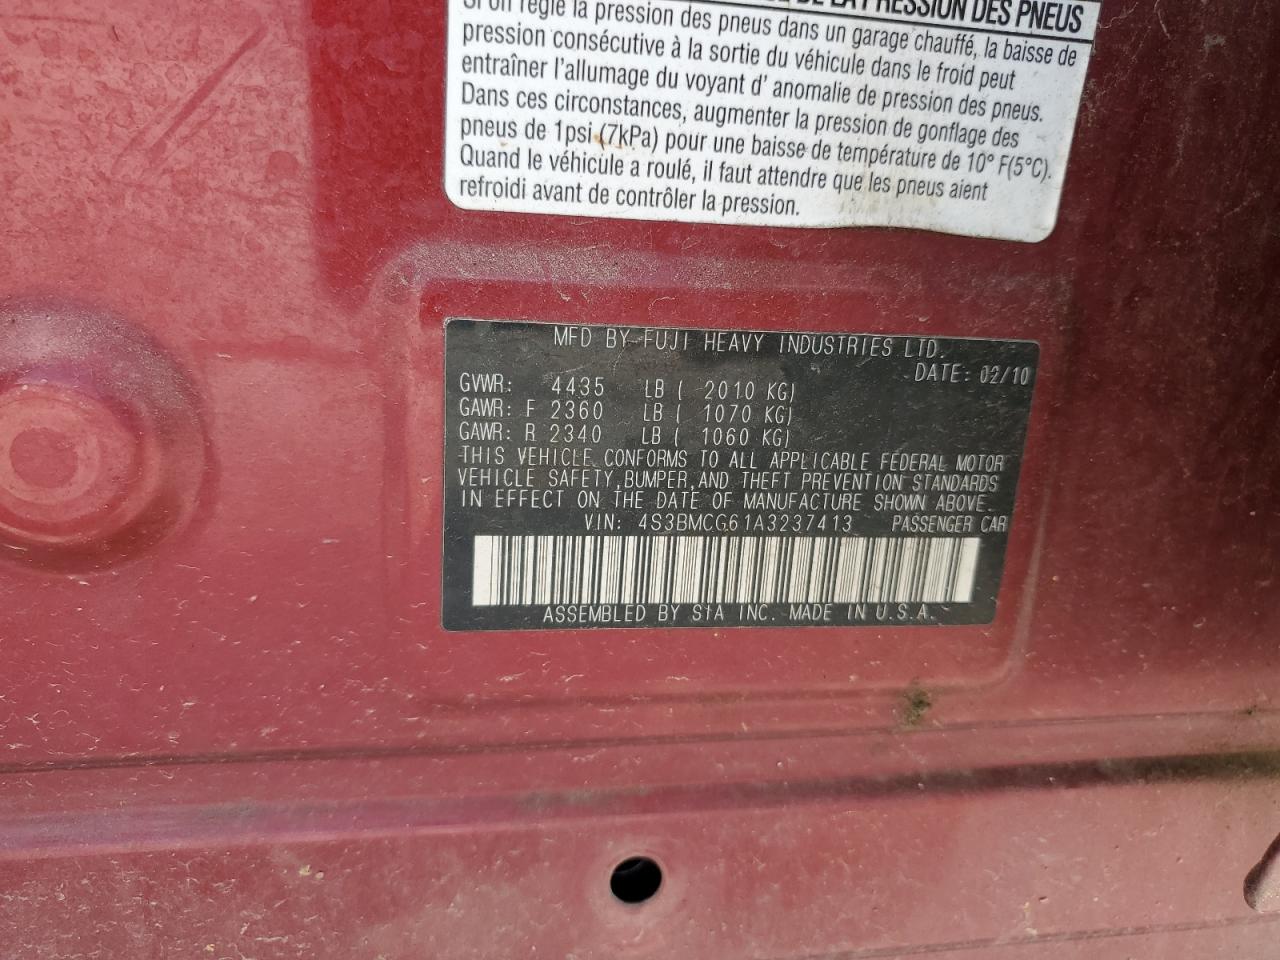 DE LA PRESSION DES PNEUS
Si on règle la pression des pneus dans un garage chauffé, la baisse de
pression consécutive à la sortie du véhicule dans le froid peut
entraîner l'allumage du voyant d' anomalie de pression des pneus.
Dans ces circonstances, augmenter la pression de gonflage des
pneus de 1psi (7kPa) pour une baisse de température de 10° F(5°C).
Quand le véhicule a roulé, il faut attendre que les pneus aient
refroidi avant de contrôler la pression.
MFD BY FUJI HEAVY INDUSTRIES LTD.
DATE: 02/10
GVWR: 4435 LB ( 2010 KG)
GAWR: F 2360 LB ( 1070 KG)
GAWR: R 2340 LB ( 1060 KG)
THIS VEHICLE CONFORMS TO ALL APPLICABLE FEDERAL MOTOR
VEHICLE SAFETY, BUMPER, AND THEFT PREVENTION STANDARDS
IN EFFECT ON THE DATE OF MANUFACTURE SHOWN ABOVE.
VIN: 4S3BMCG61A3237413 PASSENGER CAR
ASSEMBLED BY SIA INC. MADE IN U.S.A.